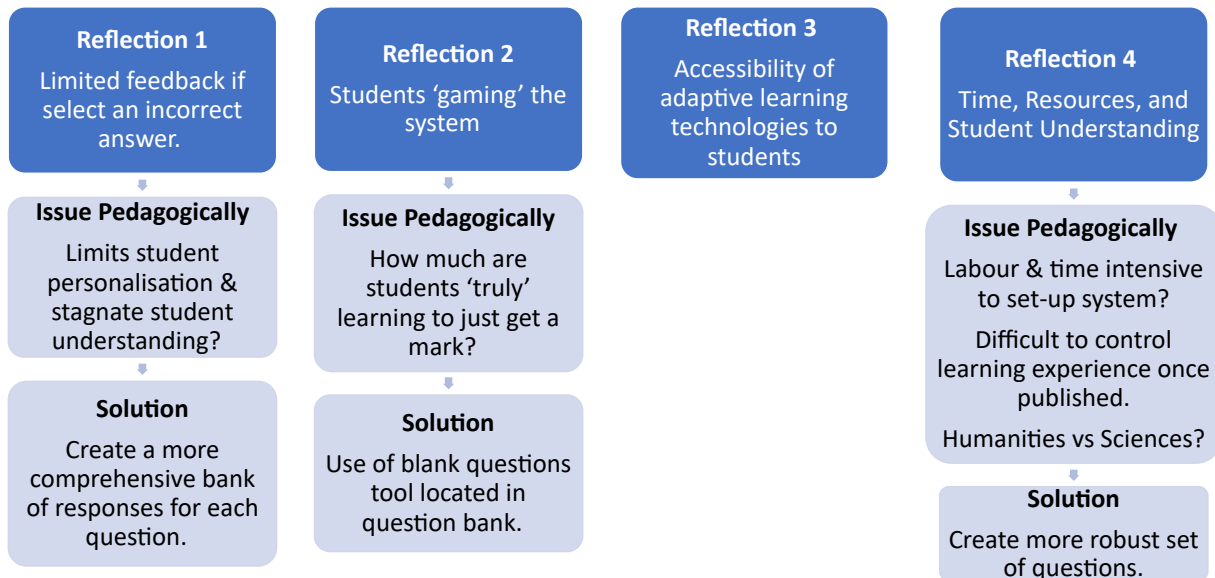 Reflection 1
Limited feedback if
select an incorrect
answer.
Issue Pedagogically
Limits student
personalisation &
stagnate student
understanding?
Solution
Create a more
comprehensive bank
of responses for each
question.
Reflection 2
Students ‘gaming’ the
system
Issue Pedagogically
How much are
students ‘truly’
learning to just get a
mark?
Solution
Use of blank questions
tool located in
question bank.
Reflection 3
Accessibility of
adaptive learning
technologies to
students
Reflection 4
Time, Resources, and
Student Understanding
Issue Pedagogically
Labour & time intensive
to set-up system?
Difficult to control
learning experience once
published.
Humanities vs Sciences?
Solution
Create more robust set
of questions.